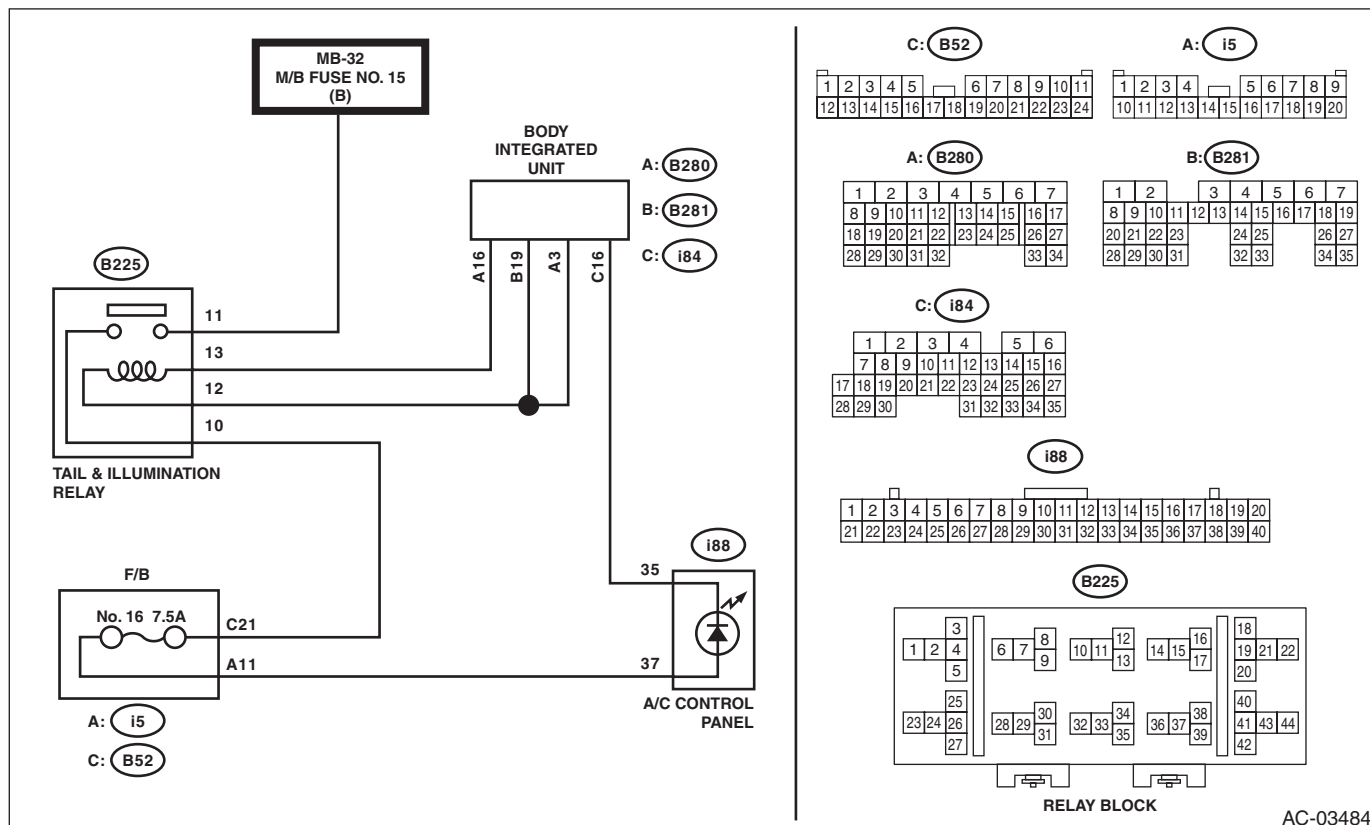 MB-32
M/B FUSE NO. 15
(B)
BODY
INTEGRATED
UNIT
A: B280
B: B281
C: i84
A16
B19
A3
C16
B225
11
13
12
10
TAIL & ILLUMINATION
RELAY
F/B
No. 16 7.5A
C21
A11
A: i5
C: B52
i88
35
37
A/C CONTROL
PANEL
C: B52
1 2 3 4 5 6 7 8 9 10 11
12 13 14 15 16 17 18 19 20 21 22 23 24
A: i5
1 2 3 4 5 6 7 8 9
10 11 12 13 14 15 16 17 18 19 20
A: B280
1 2 3 4 5 6 7
8 9 10 11 12 13 14 15 16 17
18 19 20 21 22 23 24 25 26 27
28 29 30 31 32 33 34
B: B281
1 2 3 4 5 6 7
8 9 10 11 12 13 14 15 16 17 18 19
20 21 22 23 24 25 26 27
28 29 30 31 32 33 34 35
C: i84
1 2 3 4 5 6
7 8 9 10 11 12 13 14 15 16
17 18 19 20 21 22 23 24 25 26 27
28 29 30 31 32 33 34 35
i88
1 2 3 4 5 6 7 8 9 10 11 12 13 14 15 16 17 18 19 20
21 22 23 24 25 26 27 28 29 30 31 32 33 34 35 36 37 38 39 40
B225
3 8 12 16 18
1 2 4 6 7 10 11 14 15 19 21 22
5 9 13 17 20
25 30 34 38 40
23 24 26 28 29 32 33 36 37 41 43 44
27 31 35 39 42
RELAY BLOCK
AC-03484